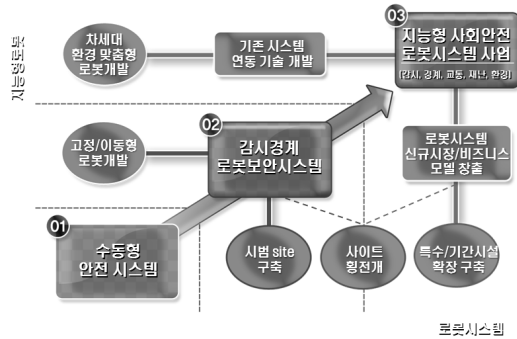 지능형로봇
차세대
환경 맞춤형
로봇개발
기존 시스템
연동 기술 개발
03
지능형 사회안전
로봇시스템 사업
(감시, 경계, 교통, 재난, 환경)
고정/이동형
로봇개발
02
감시경계
로봇보안시스템
로봇시스템
신규시장/비즈니스
모델 창출
01
수동형
안전 시스템
시범 site
구축
사이트
횡전개
특수/기간시설
확장 구축
로봇시스템